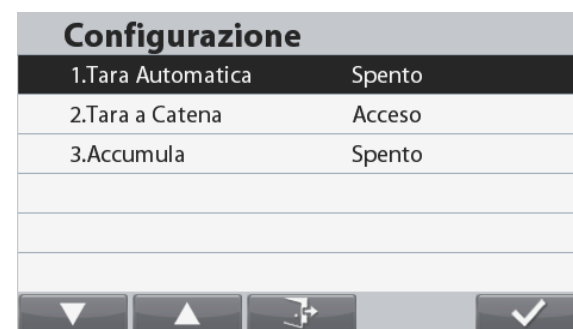 Configurazione
1.Tara Automatica Spento
2.Tara a Catena Acceso
3.Accumula Spento